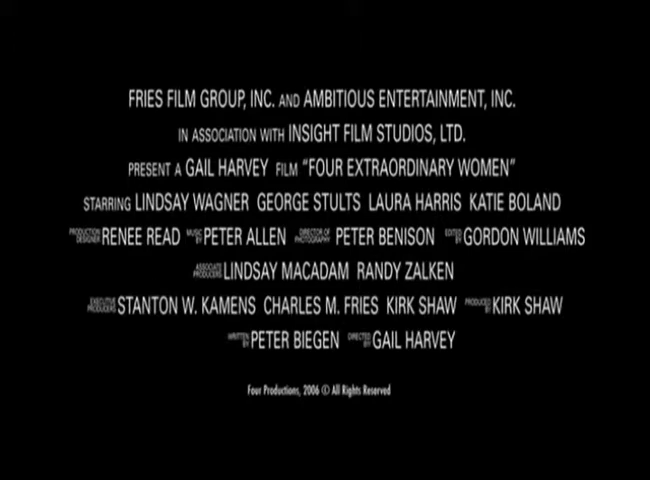 FRIES FILM GROUP, INC. AND AMBITIOUS ENTERTAINMENT, INC.
IN ASSOCIATION WITH INSIGHT FILM STUDIOS, LTD.
PRESENT A GAIL HARVEY FILM "FOUR EXTRAORDINARY WOMEN"
STARRING LINDSAY WAGNER GEORGE STULTS LAURA HARRIS KATIE BOLAND
PRODUCTION DESIGNER RENEE READ MUSIC BY PETER ALLEN DIRECTOR OF PHOTOGRAPHY PETER BENISON EDITED BY GORDON WILLIAMS
ASSOCIATE PRODUCERS LINDSAY MACADAM RANDY ZALKEN
EXECUTIVE PRODUCERS STANTON W. KAMENS CHARLES M. FRIES KIRK SHAW PRODUCED BY KIRK SHAW
WRITTEN BY PETER BIEGEN DIRECTED BY GAIL HARVEY
Four Productions, 2006 © All Rights Reserved